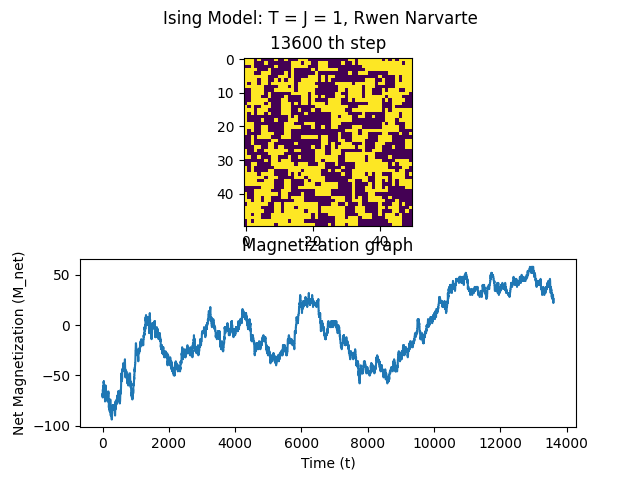 Ising Model: T = J = 1, Rwen Narvarte
13600 th step
0
10
20
30
40
0 20 40
Magnetization graph
Net Magnetization (M_net)
50
0
−50
−100
0 2000 4000 6000 8000 10000 12000 14000
Time (t)